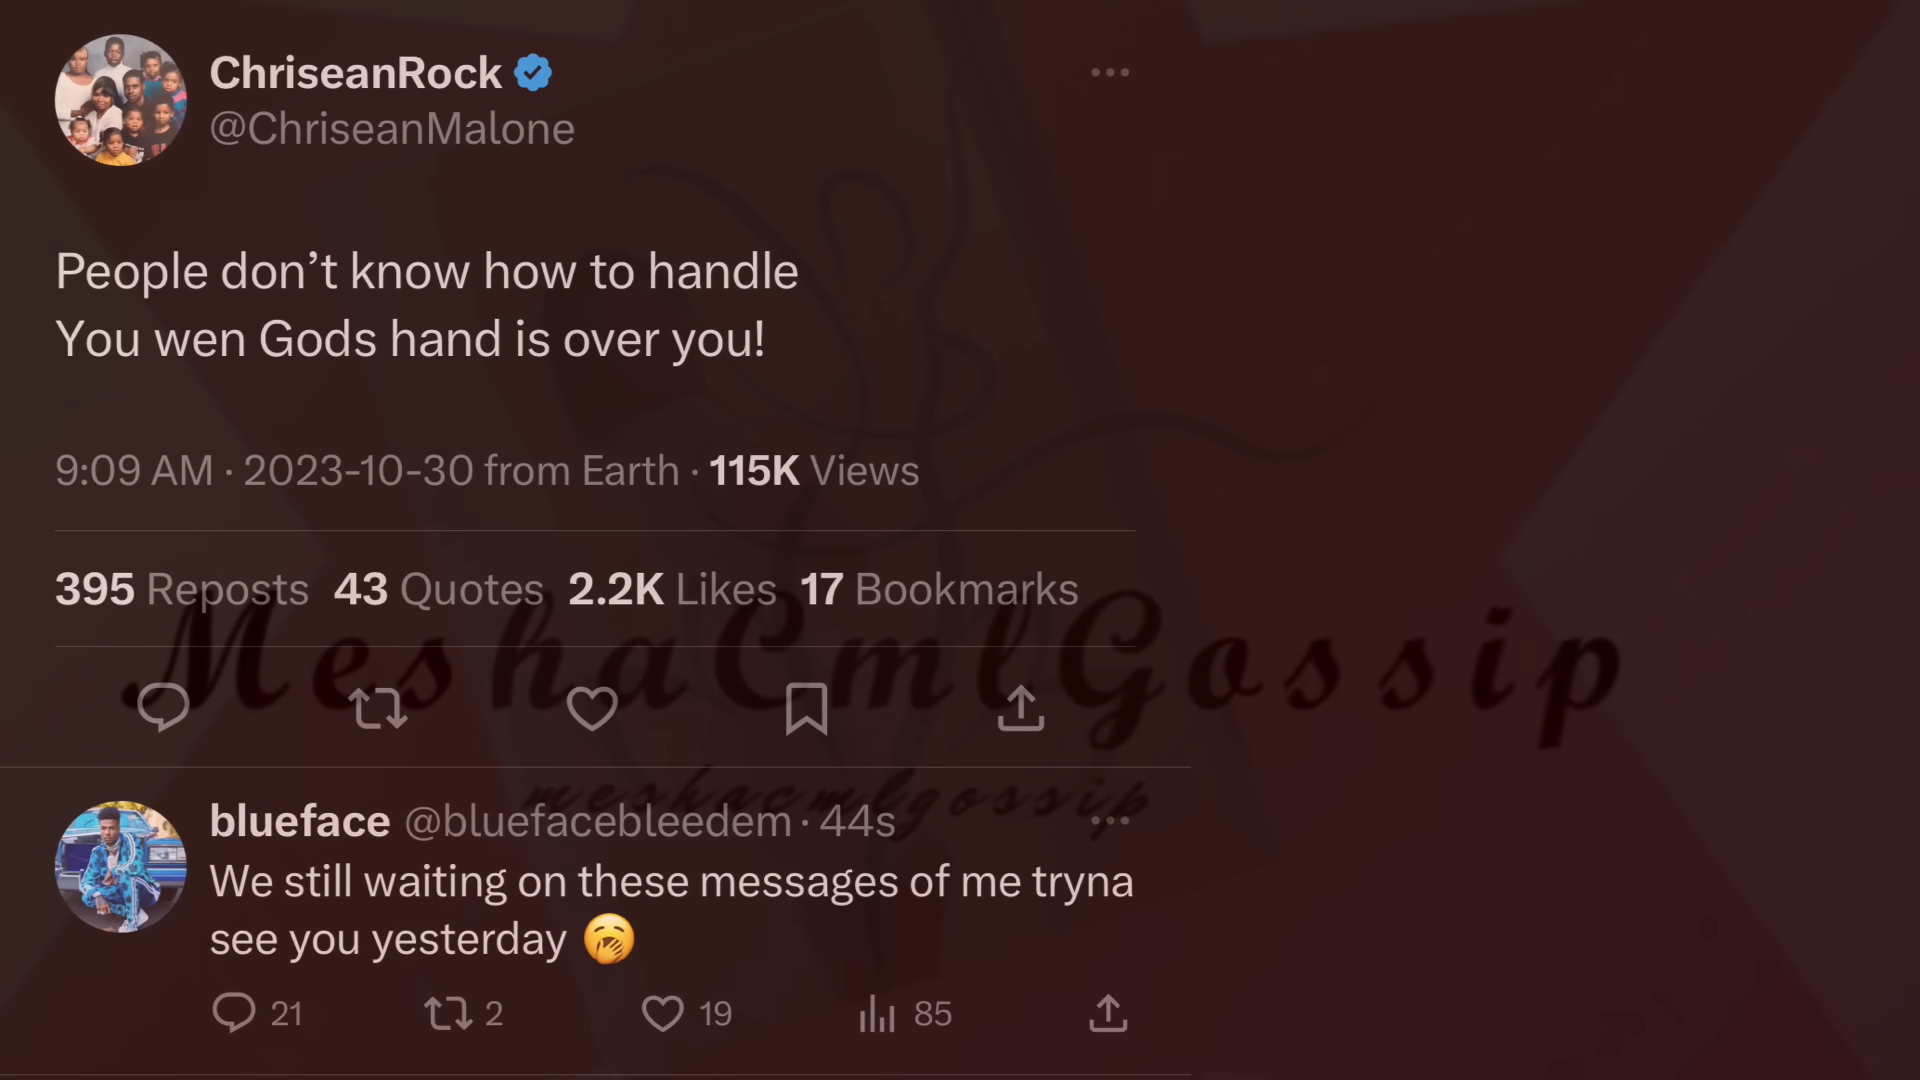 ChriseanRock
@ChriseanMalone
People don’t know how to handle
You wen Gods hand is over you!
9:09 AM · 2023-10-30 from Earth · 115K Views
395 Reposts 43 Quotes 2.2K Likes 17 Bookmarks
MeshaCmlGossip
meshacmlgossip
blueface @bluefacebleedem · 44s
We still waiting on these messages of me tryna
see you yesterday 🥱
21 2 19 85